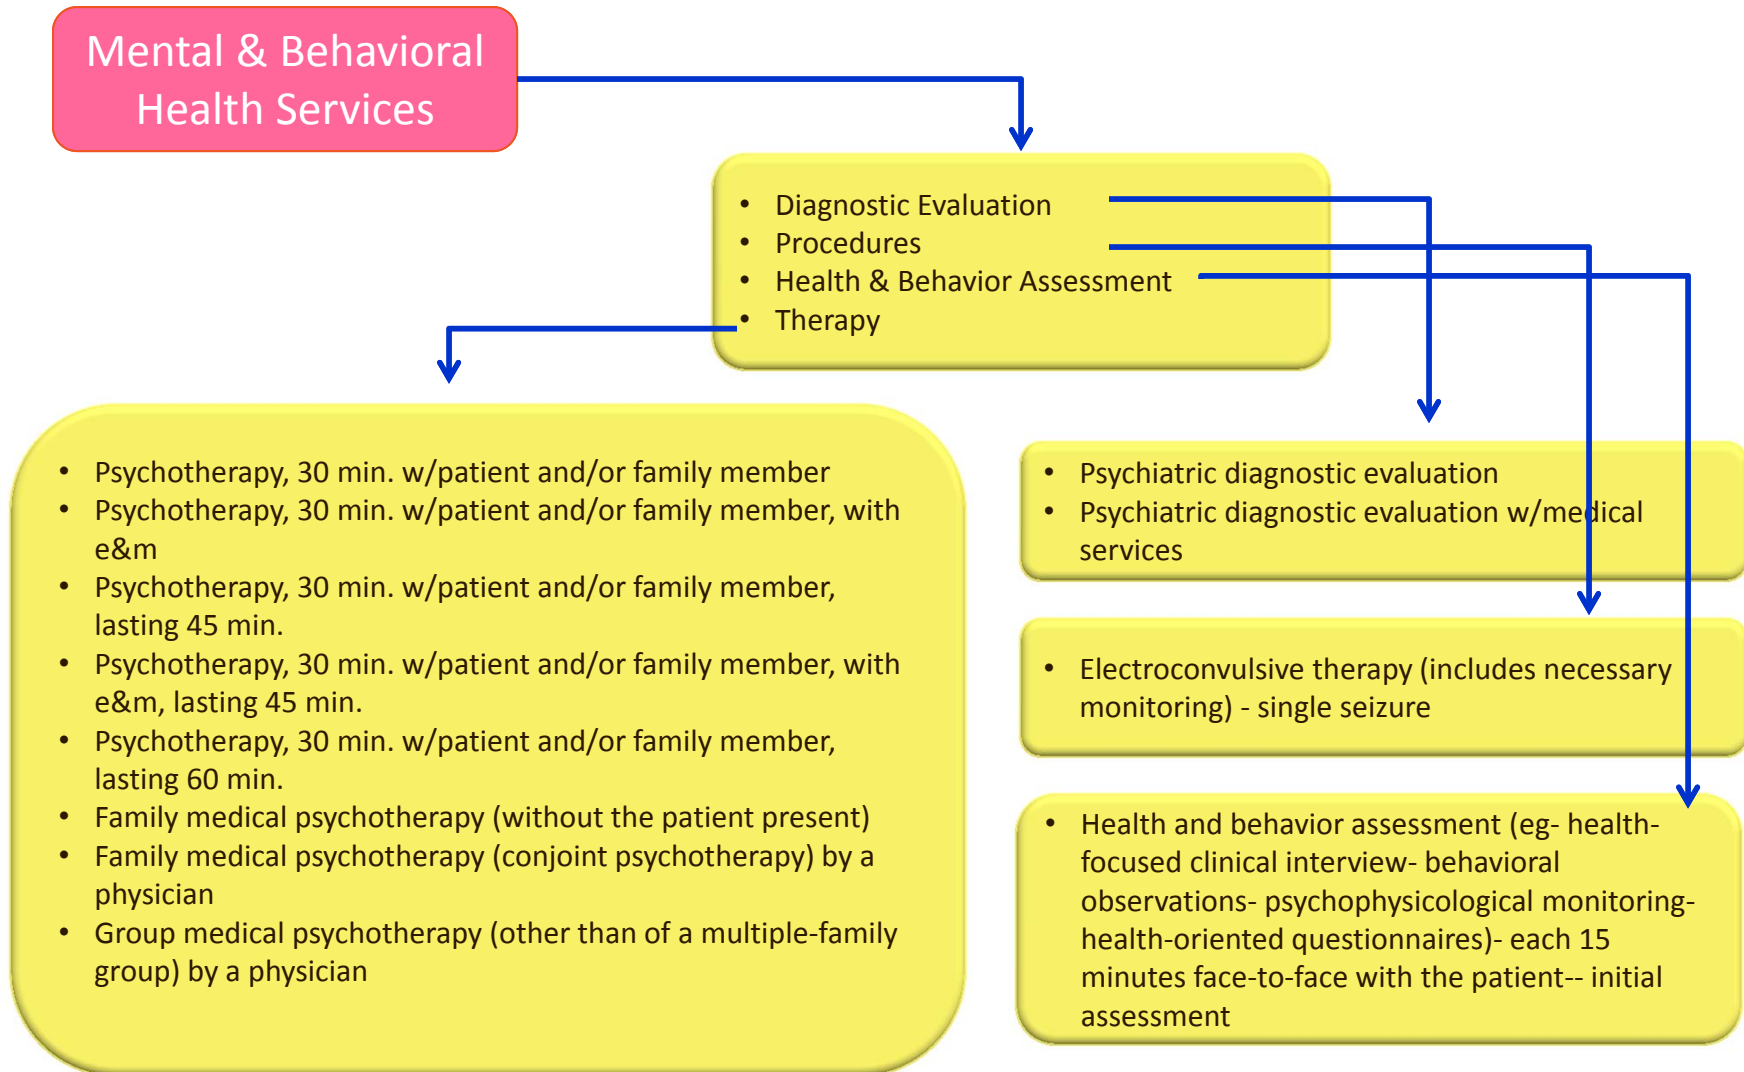 Mental & Behavioral
Health Services
• Diagnostic Evaluation
• Procedures
• Health & Behavior Assessment
• Therapy
• Psychotherapy, 30 min. w/patient and/or family member
• Psychotherapy, 30 min. w/patient and/or family member, with
e&m
• Psychotherapy, 30 min. w/patient and/or family member,
lasting 45 min.
• Psychotherapy, 30 min. w/patient and/or family member, with
e&m, lasting 45 min.
• Psychotherapy, 30 min. w/patient and/or family member,
lasting 60 min.
• Family medical psychotherapy (without the patient present)
• Family medical psychotherapy (conjoint psychotherapy) by a
physician
• Group medical psychotherapy (other than of a multiple-family
group) by a physician
• Psychiatric diagnostic evaluation
• Psychiatric diagnostic evaluation w/medical
services
• Electroconvulsive therapy (includes necessary
monitoring) - single seizure
• Health and behavior assessment (eg- health-
focused clinical interview- behavioral
observations- psychophysicological monitoring-
health-oriented questionnaires)- each 15
minutes face-to-face with the patient-- initial
assessment